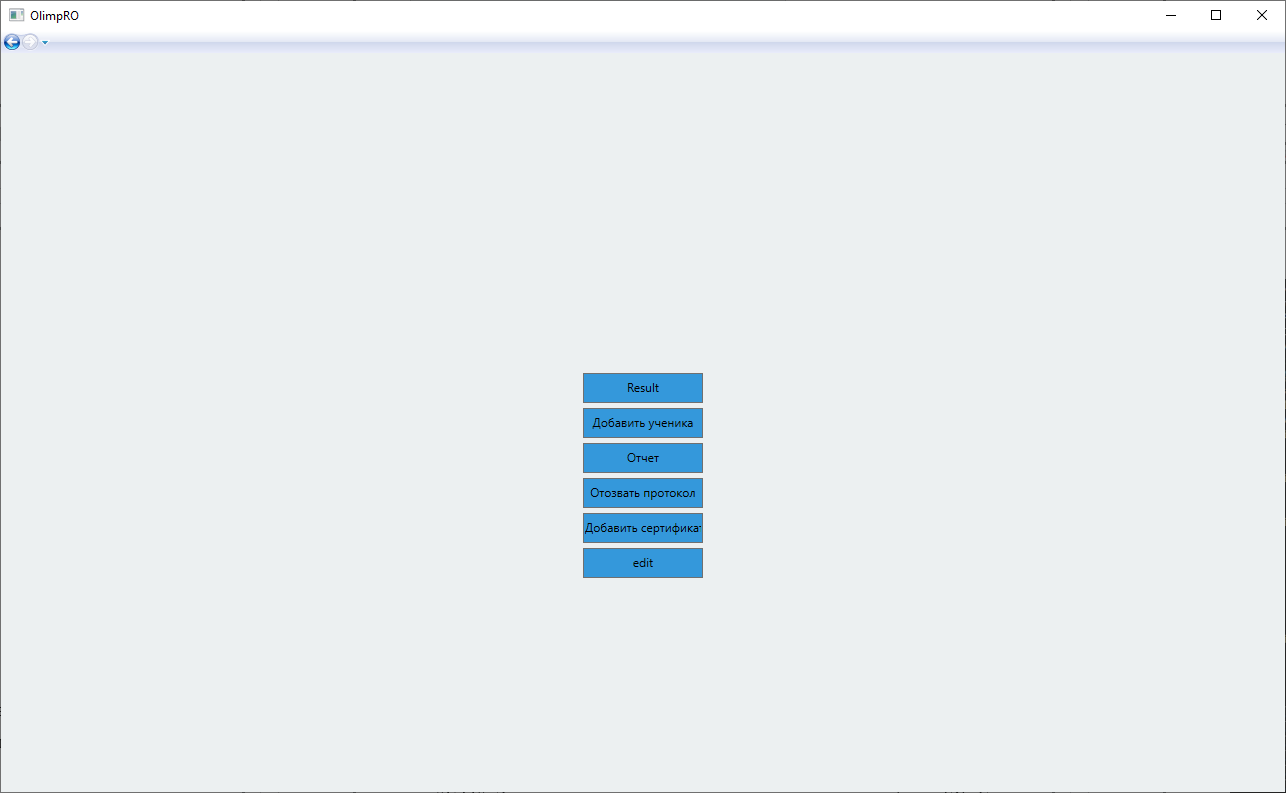 OlimpRO
Result
Добавить ученика
Отчет
Отозвать протокол
Добавить сертификат
edit